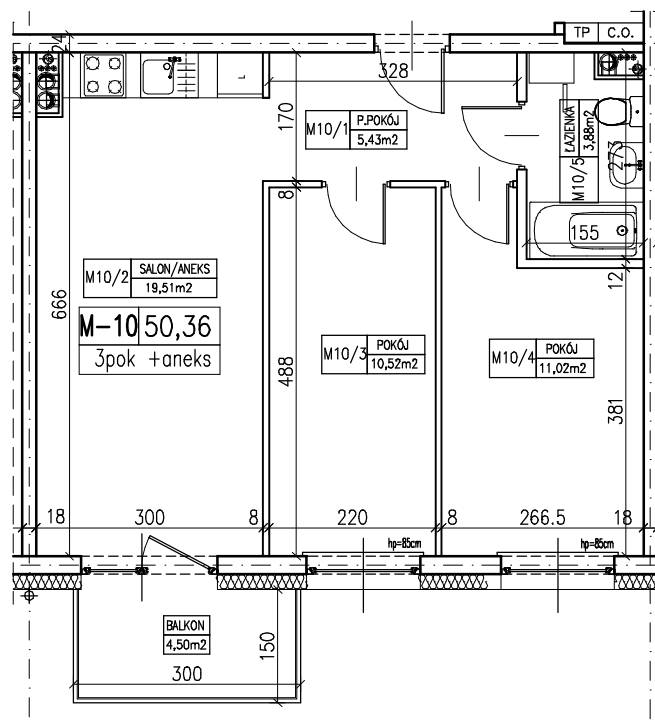 TP C.O.
24
328
170
M10/1 P.POKÓJ
5,43m2
ŁAZIENKA
3,88m2
M10/5
273
8
155
12
M10/2 SALON/ANEKS
19,51m2
666
M-10 50,36
3pok +aneks
M10/3 POKÓJ
10,52m2
M10/4 POKÓJ
11,02m2
488
381
18 300 8 220 8 266.5 18
hp=85cm
hp=85cm
BALKON
4,50m2
150
300
L